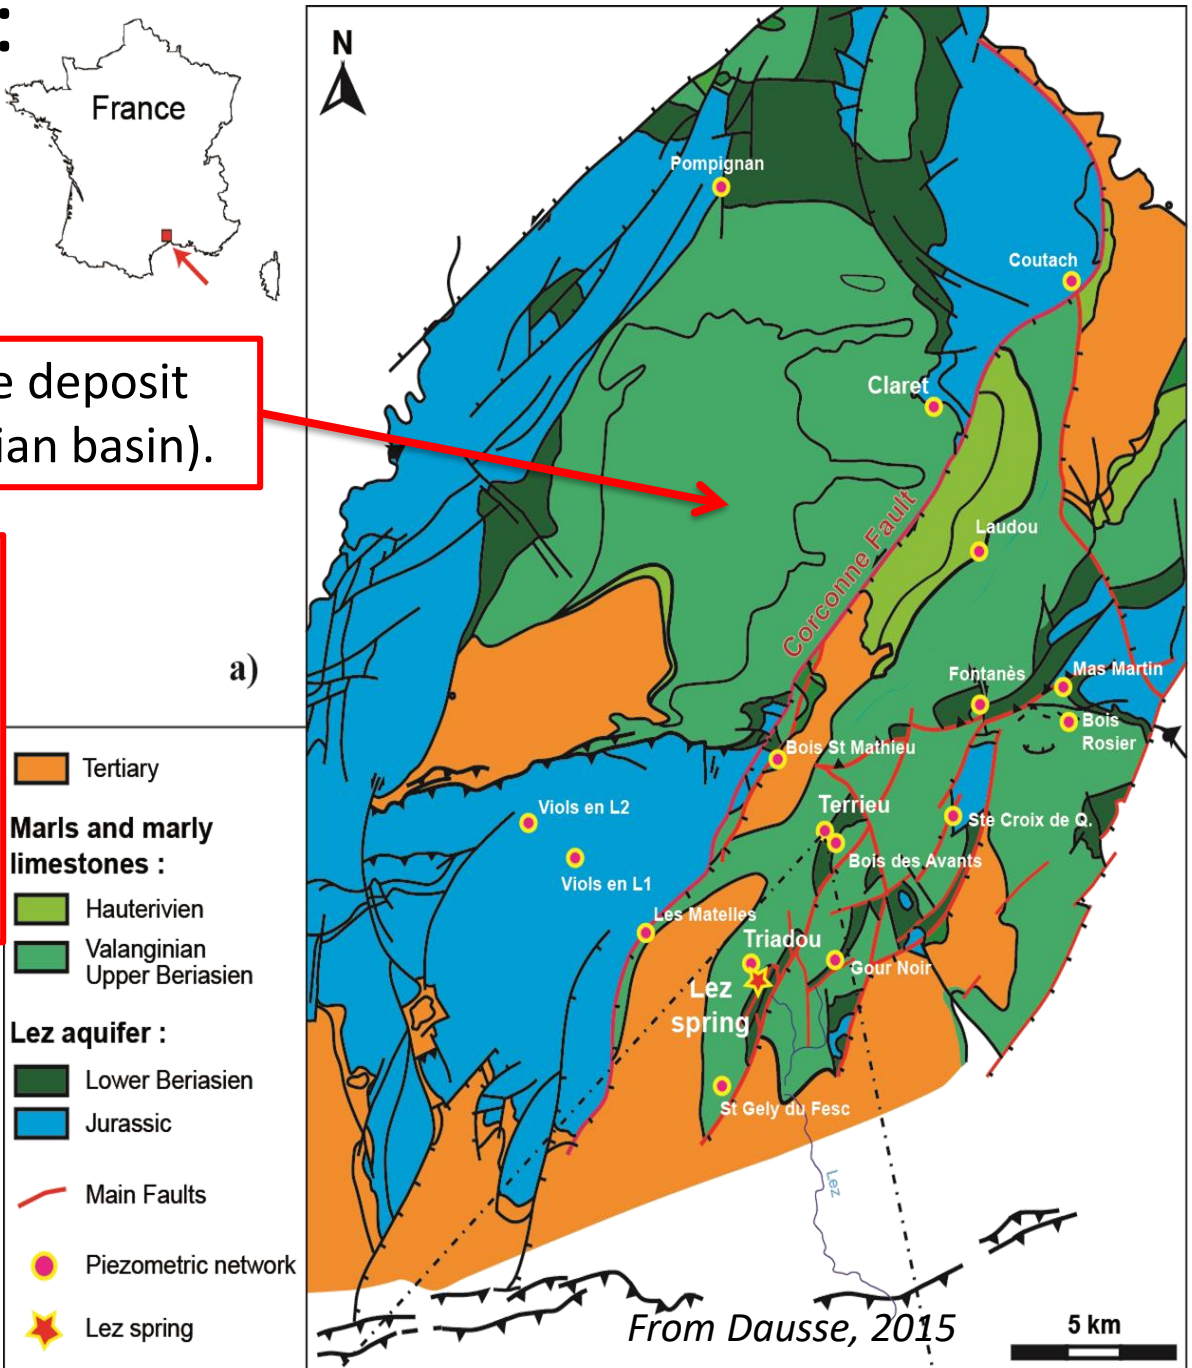 :
France
N
Pompignan
Coutach
e deposit
ian basin).
Claret
Corconne Fault
Laudou
a)
Fontanès
Mas Martin
Bois
Rosier
Bois St Mathieu
Tertiary
Terrieu
Viols en L2
Ste Croix de Q.
Marls and marly
limestones :
Bois des Avants
Viols en L1
Hauterivien
Les Matelles
Valanginian
Upper Beriasien
Triadou
Gour Noir
Lez
spring
Lez aquifer :
Lower Beriasien
St Gely du Fesc
Jurassic
Lez
Main Faults
Piezometric network
Lez spring
From Dausse, 2015
5 km